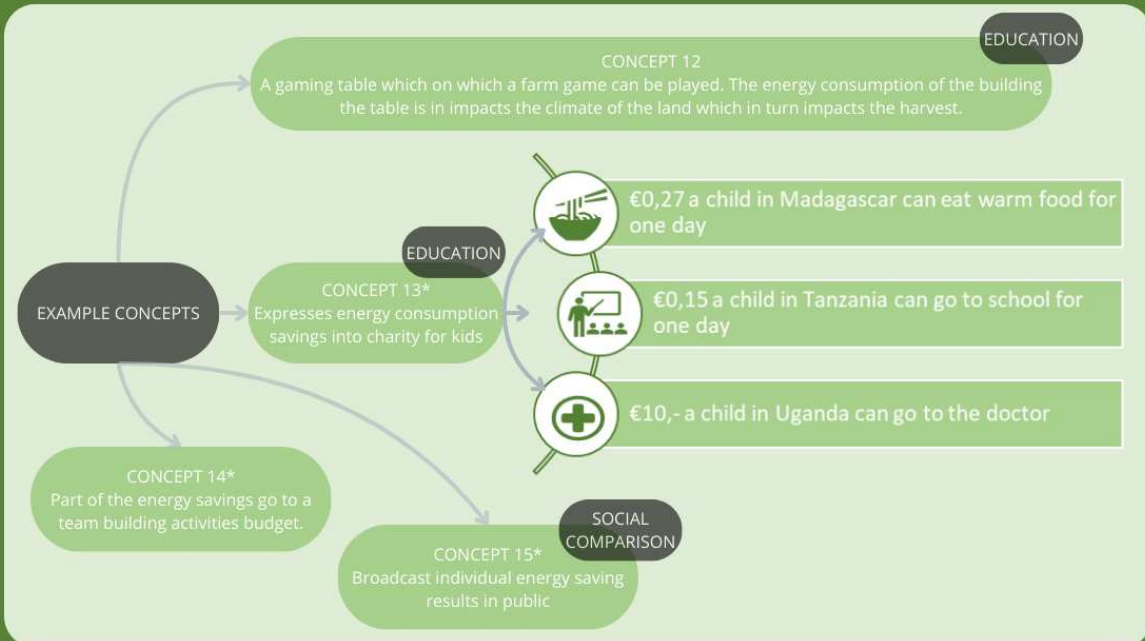 EDUCATION
CONCEPT 12
A gaming table which on which a farm game can be played. The energy consumption of the building
the table is in impacts the climate of the land which in turn impacts the harvest.
EXAMPLE CONCEPTS
EDUCATION
CONCEPT 13*
Expresses energy consumption
savings into charity for kids
€0,27 a child in Madagascar can eat warm food for
one day
€0,15 a child in Tanzania can go to school for
one day
€10,- a child in Uganda can go to the doctor
CONCEPT 14*
Part of the energy savings go to a
team building activities budget.
SOCIAL
COMPARISON
CONCEPT 15*
Broadcast individual energy saving
results in public